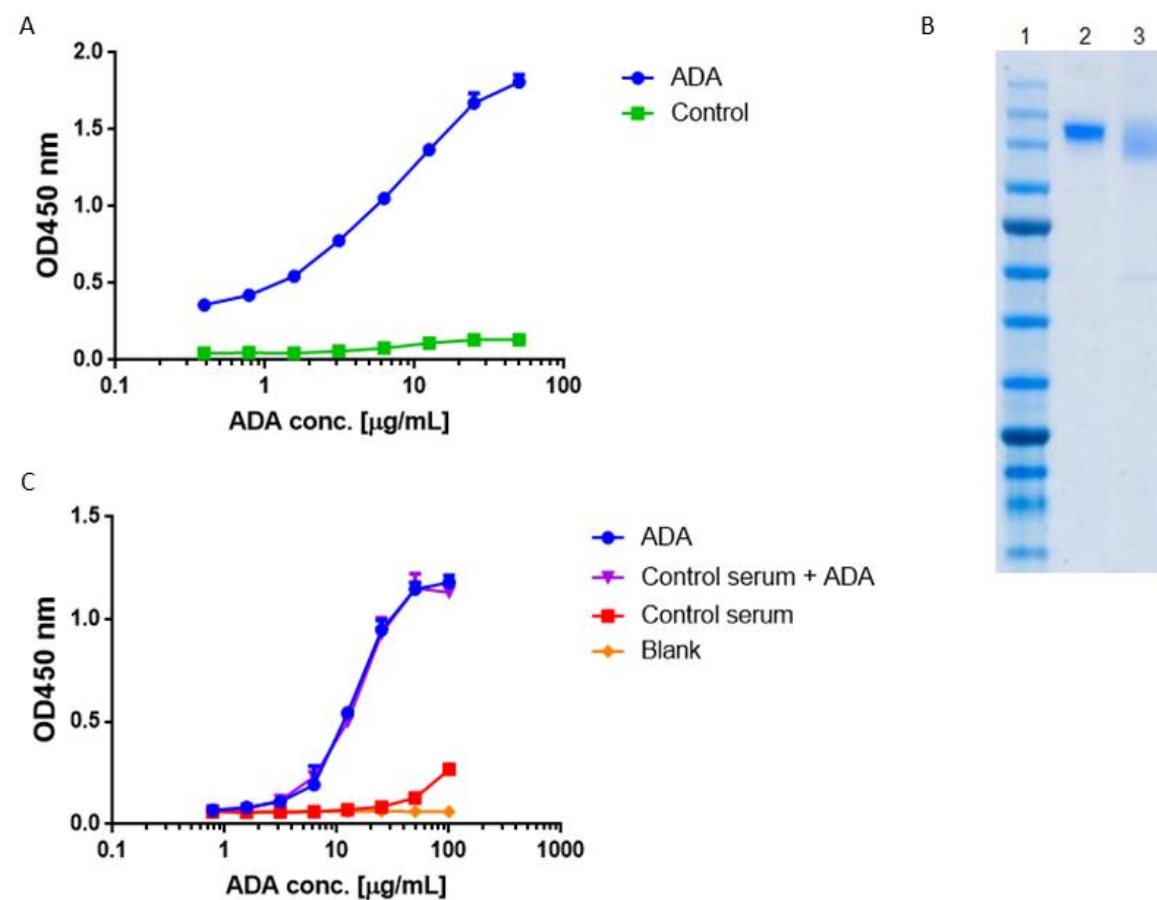 A
2.0
1.5
1.0
0.5
0.0
OD450 nm
0.1 1 10 100
ADA conc. [µg/mL]
ADA
Control
B
1 2 3
C
1.5
1.0
0.5
0.0
OD450 nm
0.1 1 10 100 1000
ADA conc. [µg/mL]
ADA
Control serum + ADA
Control serum
Blank